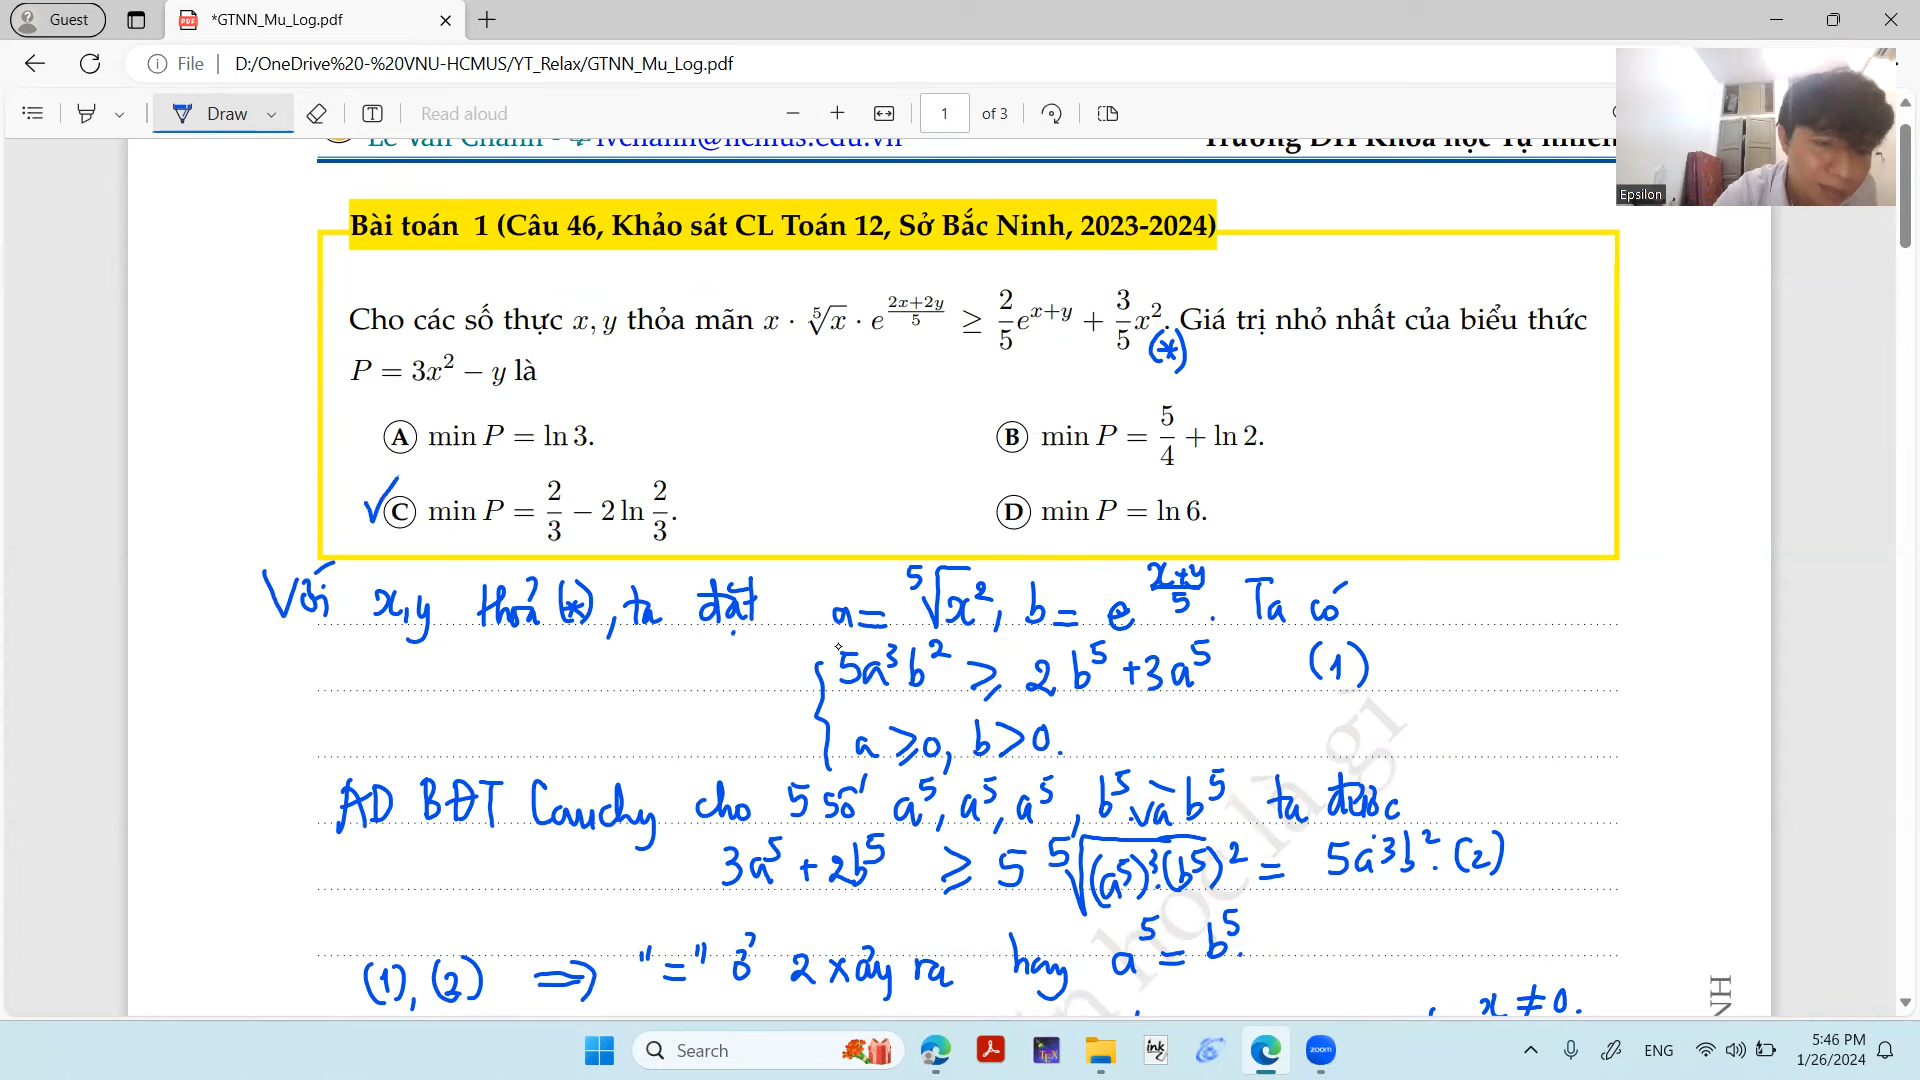 Guest
*GTNN_Mu_Log.pdf
File
D:/OneDrive%20-%20VNU-HCMUS/YT_Relax/GTNN_Mu_Log.pdf
Draw
Read aloud
1 of 3
Epsilon
Bài toán 1 (Câu 46, Khảo sát CL Toán 12, Sở Bắc Ninh, 2023-2024)
Cho các số thực x, y thỏa mãn x · ⁵√x · e^((2x+2y)/5) ≥ 2/5 e^(x+y) + 3/5 x². Giá trị nhỏ nhất của biểu thức
(*)
P = 3x² − y là
A min P = ln 3.
B min P = 5/4 + ln 2.
C min P = 2/3 − 2 ln 2/3.
D min P = ln 6.
Với x,y thỏa (*), ta đặt a = ⁵√x², b = e^((x+y)/5). Ta có
5a³b² ≥ 2b⁵ + 3a⁵ (1)
a ≥ 0, b > 0.
AD BĐT Cauchy cho 5 số a⁵, a⁵, a⁵, b⁵ và b⁵ ta được
3a⁵ + 2b⁵ ≥ 5 ⁵√((a⁵)³.(b⁵)²) = 5a³b². (2)
(1), (2) ⟹ "=" ở 2 xảy ra hay a⁵ = b⁵.
x ≠ 0.
Search
ENG
5:46 PM
1/26/2024